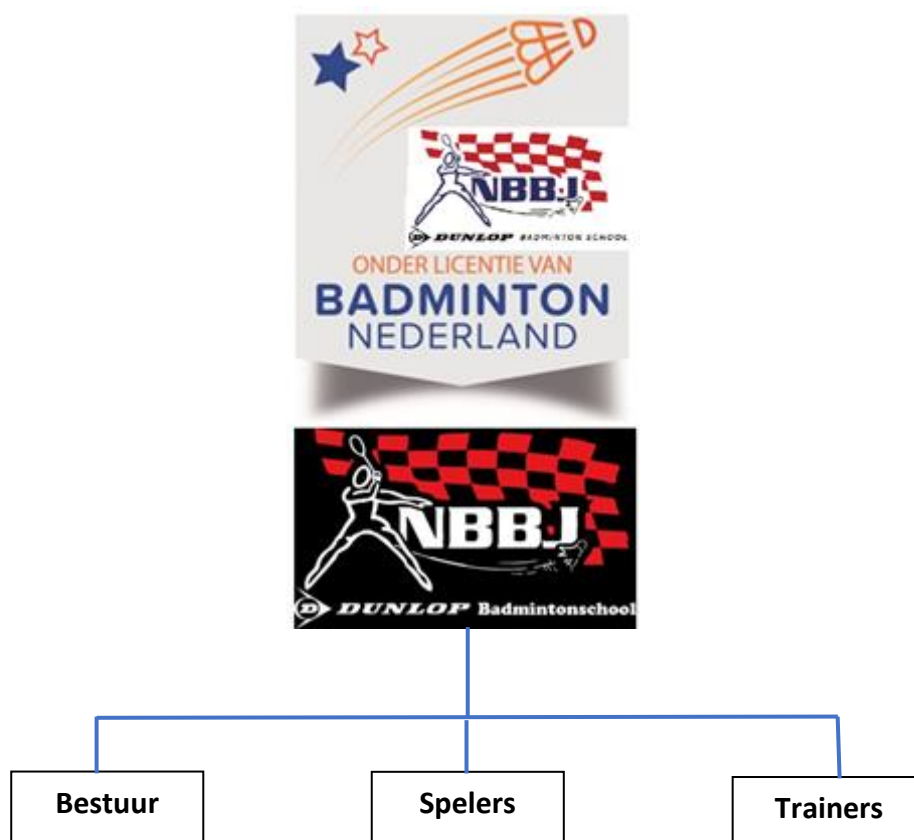 NBBJ
DUNLOP BADMINTON SCHOOL
ONDER LICENTIE VAN
BADMINTON
NEDERLAND
NBBJ
D DUNLOP Badmintonschool
Bestuur
Spelers
Trainers